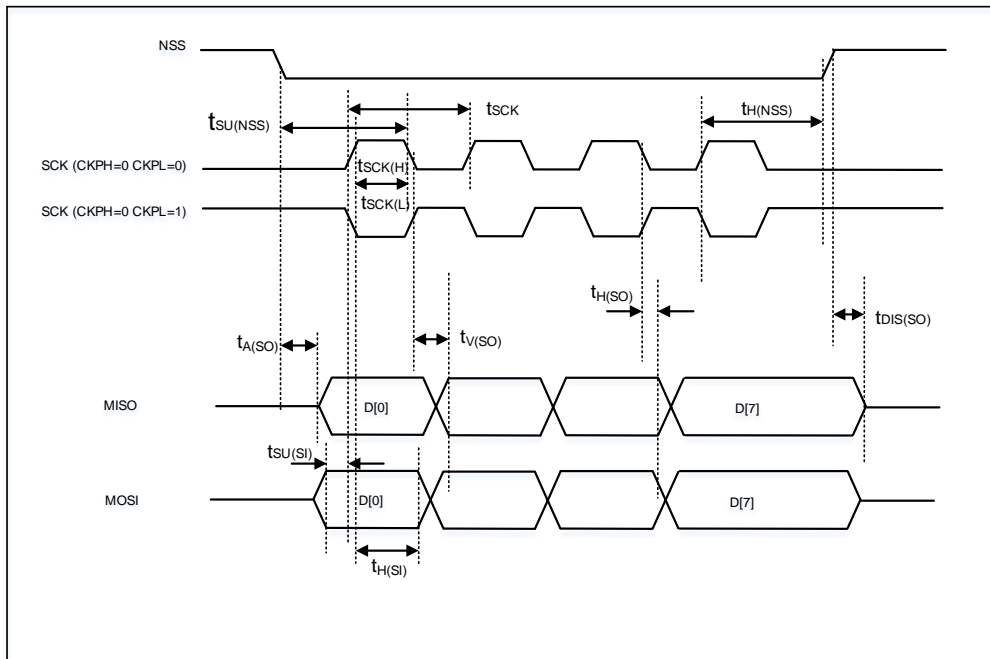 NSS
tSCK
tH(NSS)
tSU(NSS)
SCK (CKPH=0 CKPL=0)
tSCK(H)
tSCK(L)
SCK (CKPH=0 CKPL=1)
tH(SO)
tDIS(SO)
tA(SO)
tV(SO)
MISO
D[0]
D[7]
tSU(SI)
MOSI
D[0]
D[7]
tH(SI)